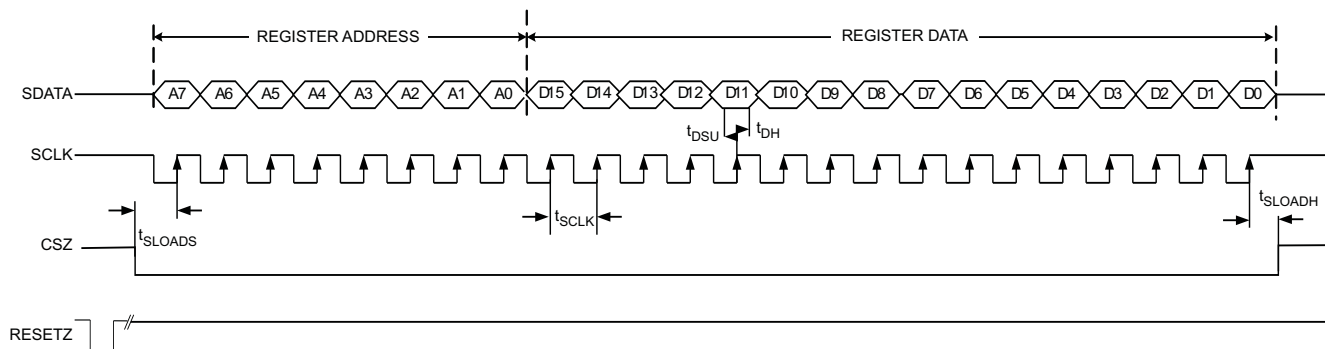 REGISTER ADDRESS REGISTER DATA
SDATA A7 A6 A5 A4 A3 A2 A1 A0 D15 D14 D13 D12 D11 D10 D9 D8 D7 D6 D5 D4 D3 D2 D1 D0
tDSU tDH
SCLK
tSLOADS tSCLK tSLOADH
CSZ
RESETZ